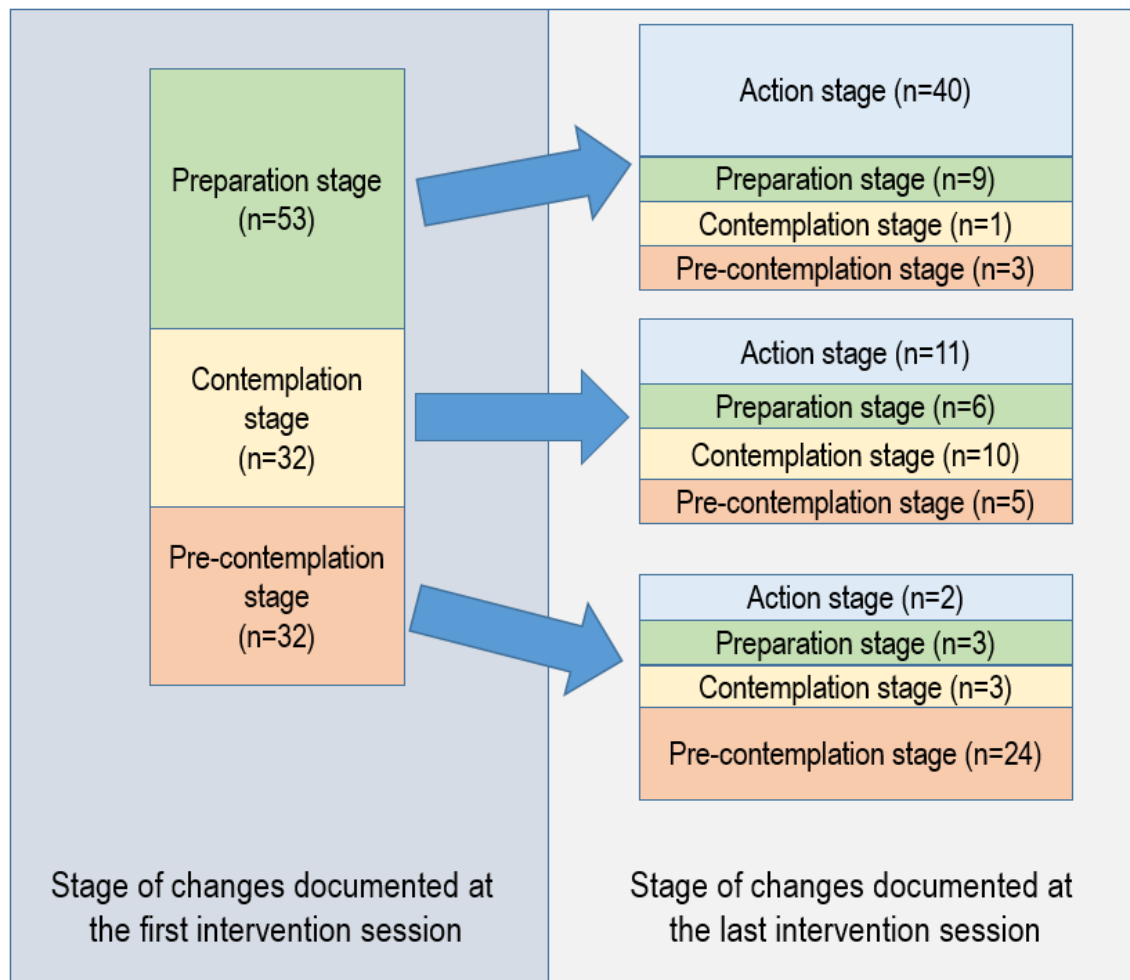 Preparation stage
(n=53)
Contemplation
stage
(n=32)
Pre-contemplation
stage
(n=32)
Stage of changes documented at
the first intervention session
Action stage (n=40)
Preparation stage (n=9)
Contemplation stage (n=1)
Pre-contemplation stage (n=3)
Action stage (n=11)
Preparation stage (n=6)
Contemplation stage (n=10)
Pre-contemplation stage (n=5)
Action stage (n=2)
Preparation stage (n=3)
Contemplation stage (n=3)
Pre-contemplation stage (n=24)
Stage of changes documented at
the last intervention session